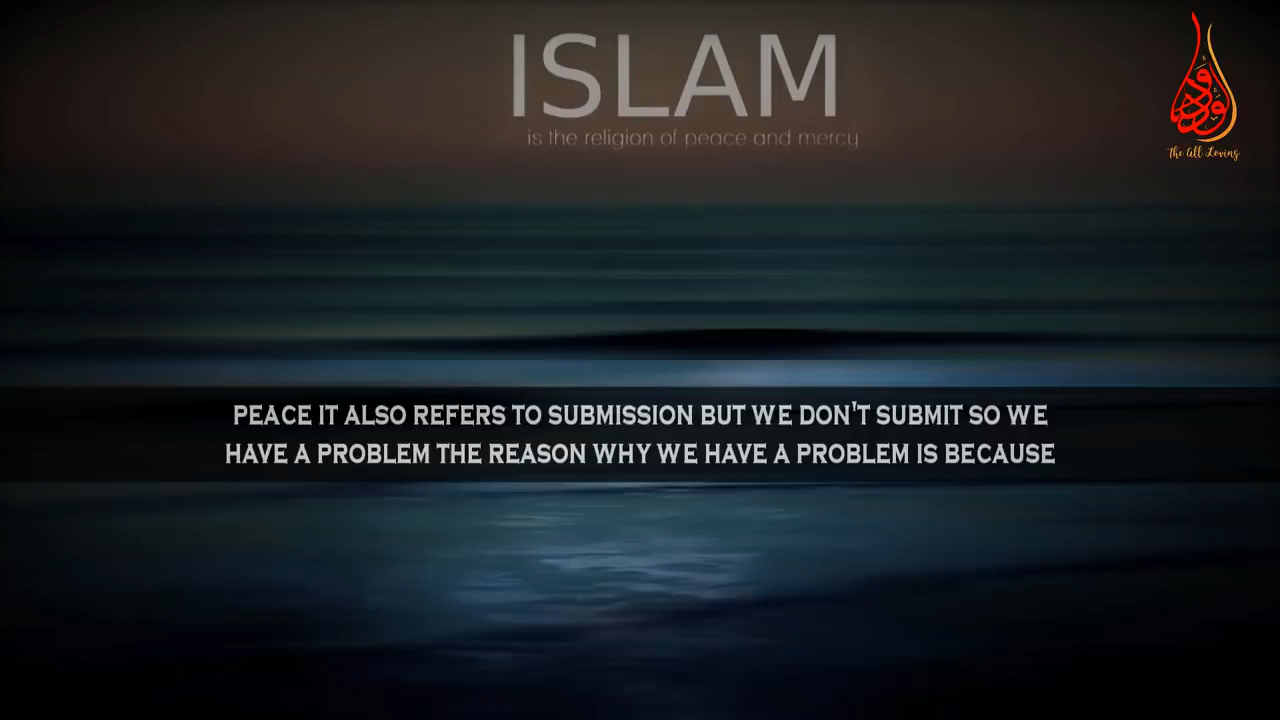 ISLAM
is the religion of peace and mercy
الودود
The All Loving
PEACE IT ALSO REFERS TO SUBMISSION BUT WE DON'T SUBMIT SO WE
HAVE A PROBLEM THE REASON WHY WE HAVE A PROBLEM IS BECAUSE